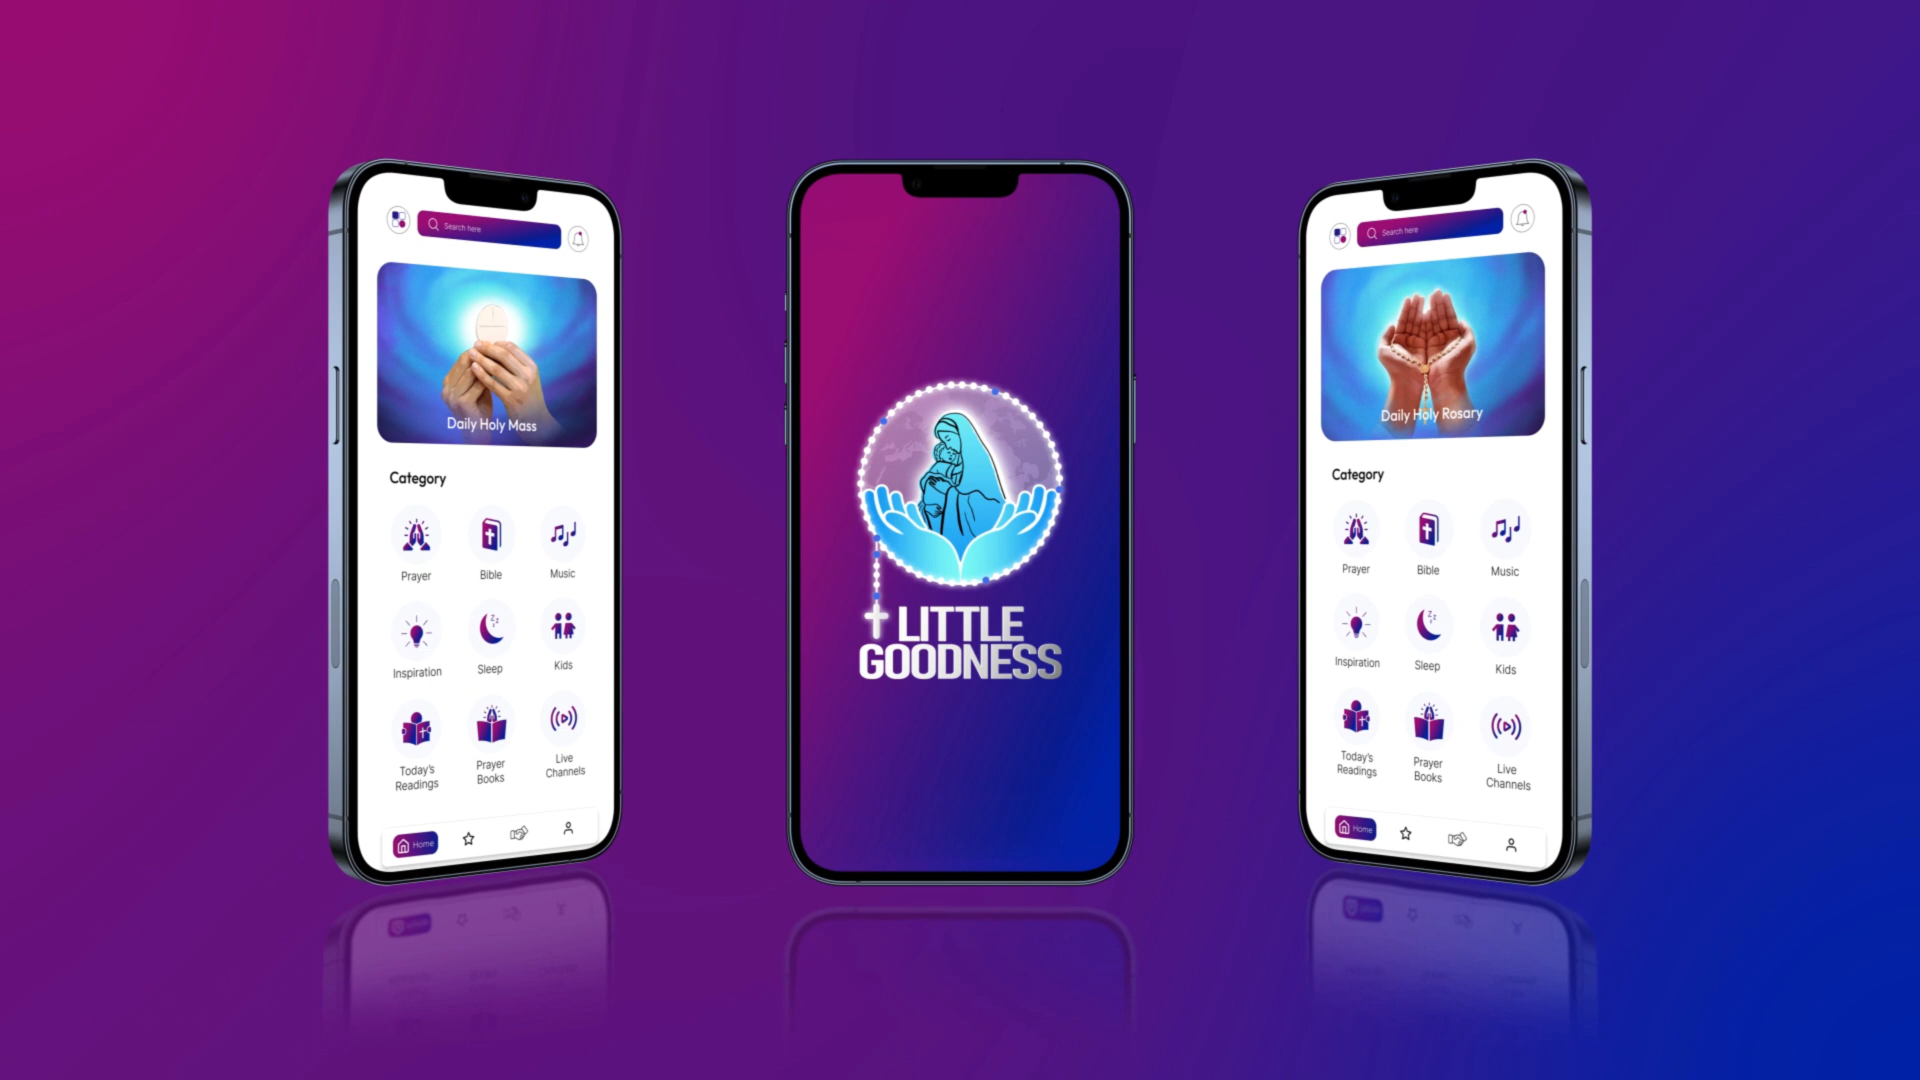 Search here
Daily Holy Mass
Category
Prayer
Bible
Music
Inspiration
Sleep
Kids
Today's
Readings
Prayer
Books
Live
Channels
Home
LITTLE
GOODNESS
Search here
Daily Holy Rosary
Category
Prayer
Bible
Music
Inspiration
Sleep
Kids
Today's
Readings
Prayer
Books
Live
Channels
Home